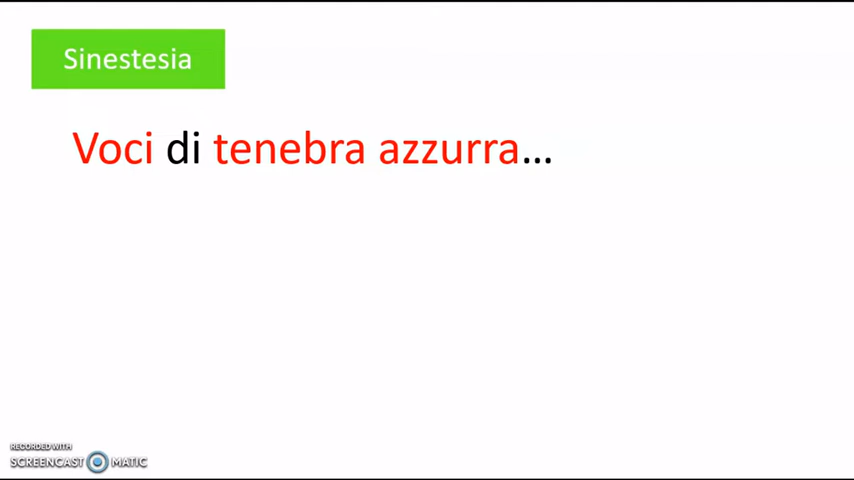 Sinestesia
Voci di tenebra azzurra...
RECORDED WITH
SCREENCAST MATIC